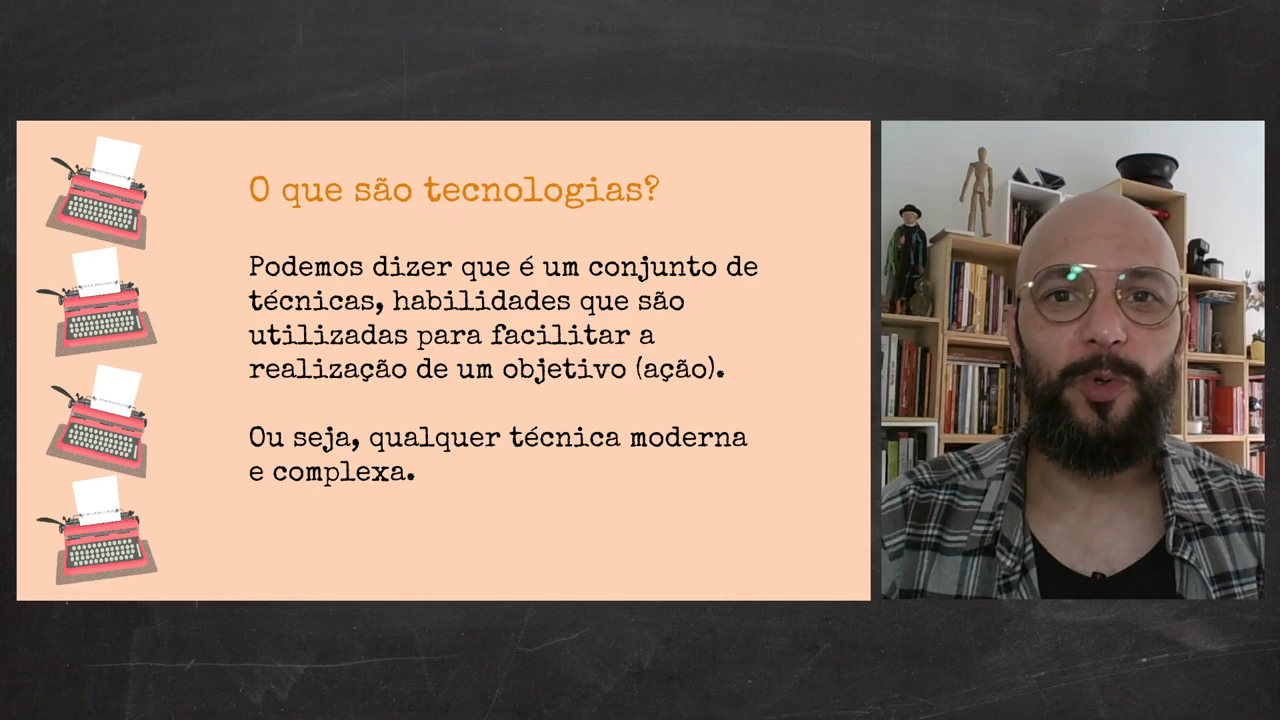 O que são tecnologias?
Podemos dizer que é um conjunto de
técnicas, habilidades que são
utilizadas para facilitar a
realização de um objetivo (ação).
Ou seja, qualquer técnica moderna
e complexa.